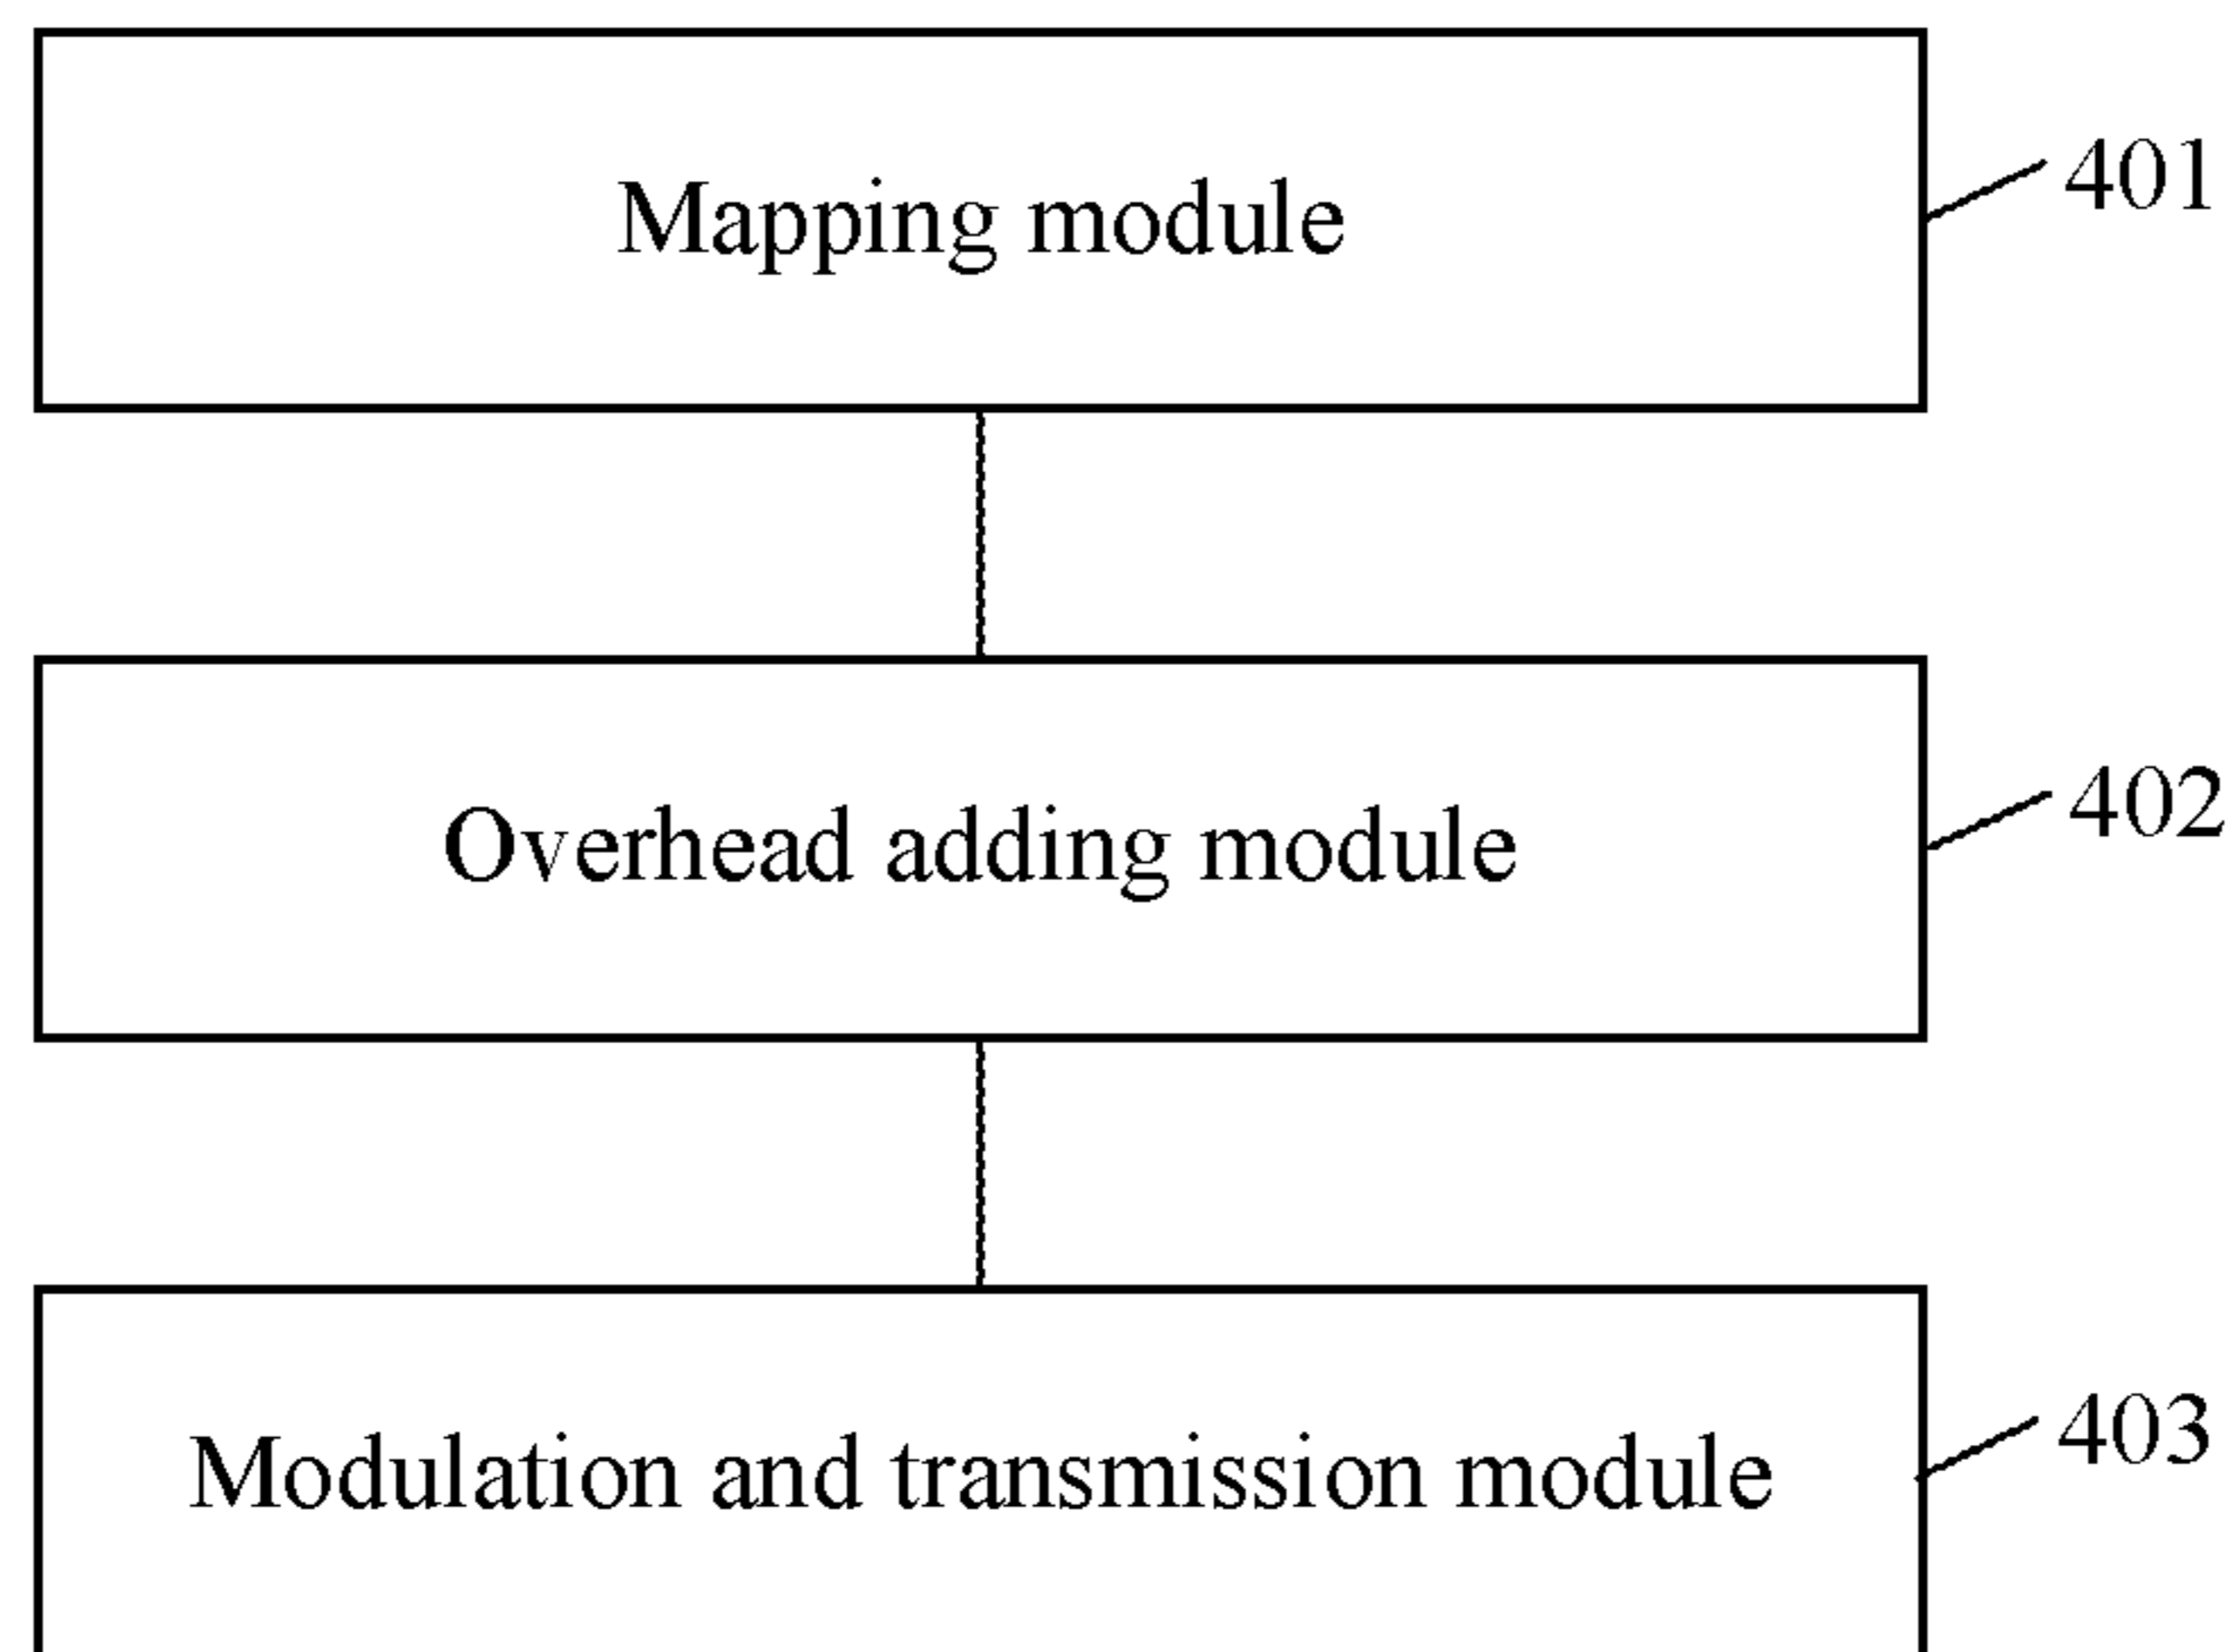 Mapping module
401
Overhead adding module
402
Modulation and transmission module
403